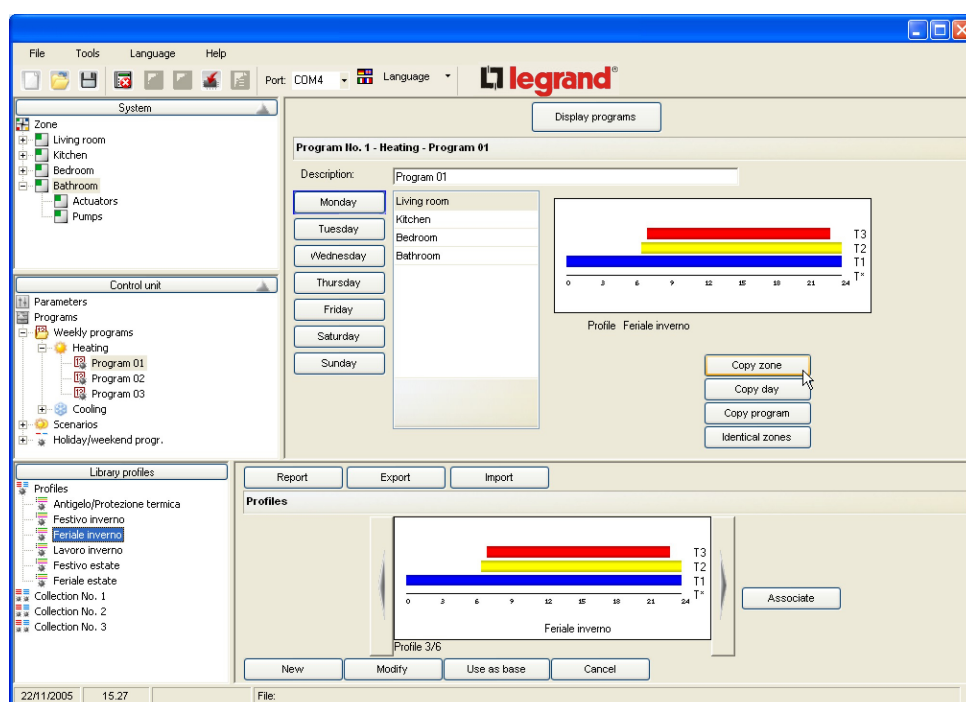 File Tools Language Help
Port: COM4 Language legrand®
System
Zone
Living room
Kitchen
Bedroom
Bathroom
Actuators
Pumps
Control unit
Parameters
Programs
Weekly programs
Heating
Program 01
Program 02
Program 03
Cooling
Scenarios
Holiday/weekend progr.
Display programs
Program No. 1 - Heating - Program 01
Description: Program 01
Monday
Tuesday
Wednesday
Thursday
Friday
Saturday
Sunday
Living room
Kitchen
Bedroom
Bathroom
T3
T2
T1
T*
0 3 6 9 12 15 18 21 24
Profile Feriale inverno
Copy zone
Copy day
Copy program
Identical zones
Library profiles
Profiles
Antigelo/Protezione termica
Festivo inverno
Feriale inverno
Lavoro inverno
Festivo estate
Feriale estate
Collection No. 1
Collection No. 2
Collection No. 3
Report Export Import
Profiles
T3
T2
T1
T*
0 3 6 9 12 15 18 21 24
Feriale inverno
Profile 3/6
Associate
New Modify Use as base Cancel
22/11/2005 15.27 File: